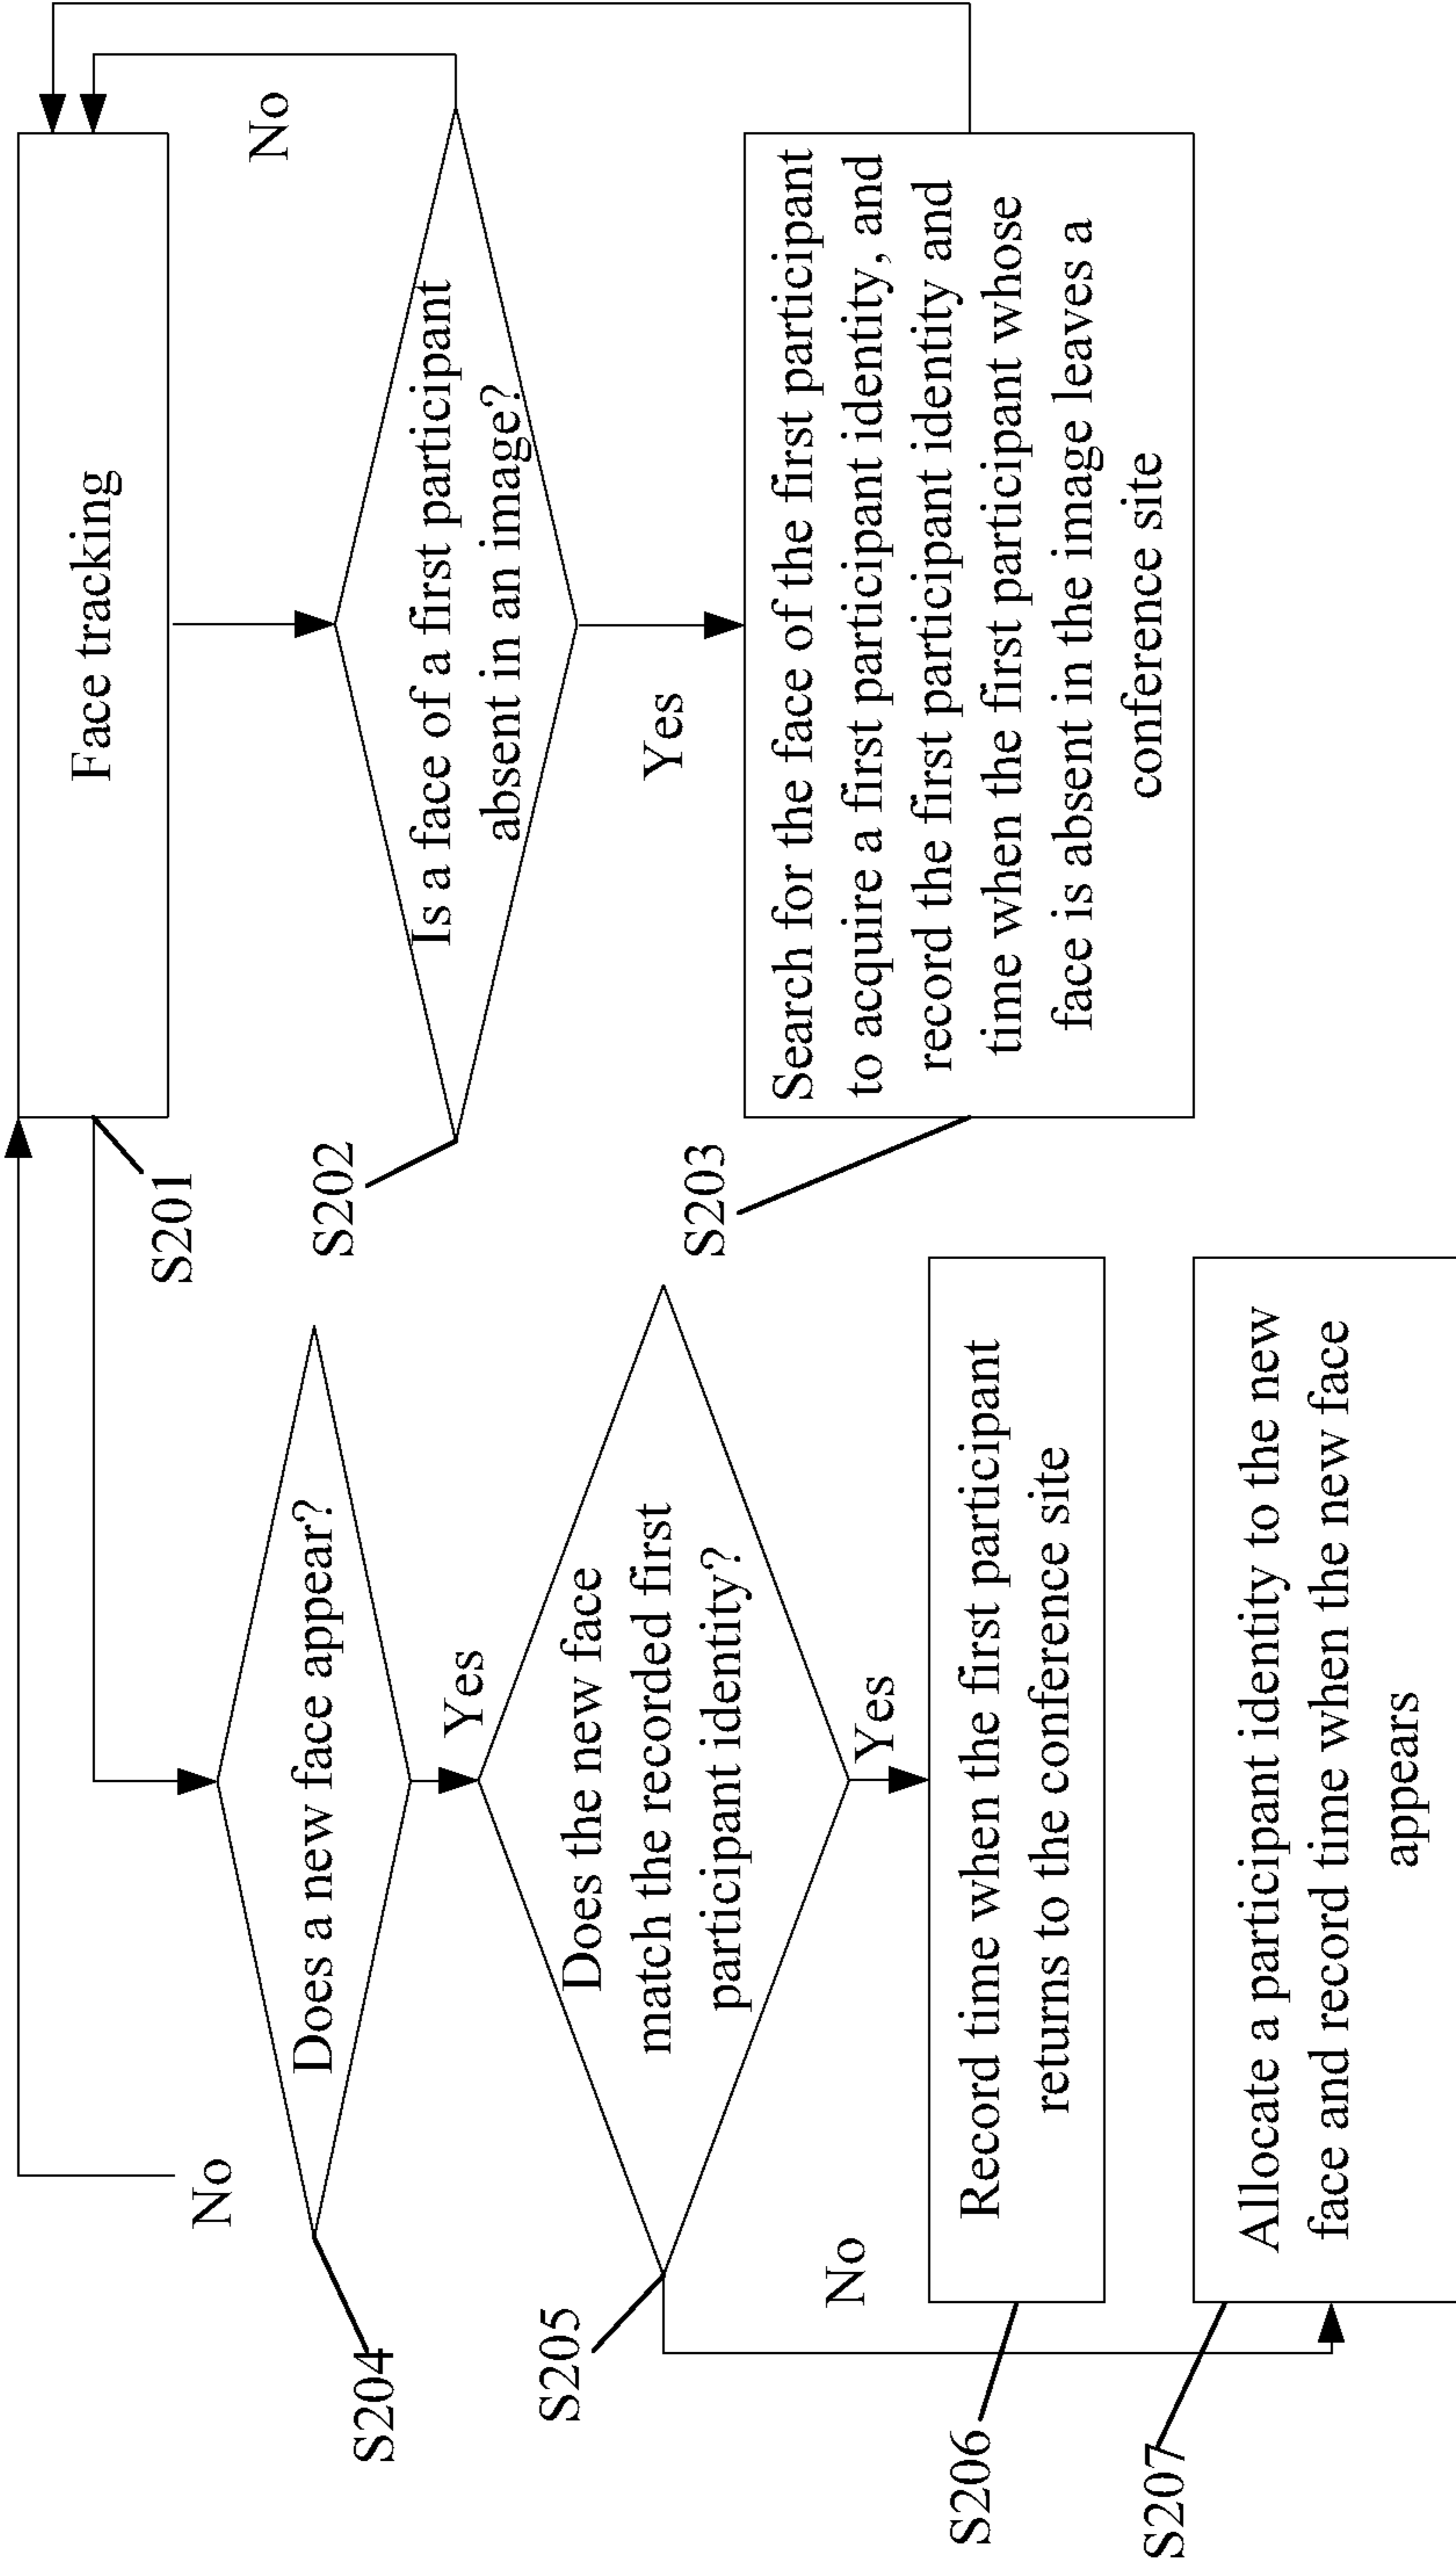 Face tracking
S201
Is a face of a first participant
absent in an image?
No
S202
Yes
Search for the face of the first participant
to acquire a first participant identity, and
record the first participant identity and
time when the first participant whose
face is absent in the image leaves a
conference site
S203
No
Does a new face appear?
S204
Yes
Does the new face
match the recorded first
participant identity?
S205
Yes
No
Record time when the first participant
returns to the conference site
S206
Allocate a participant identity to the new
face and record time when the new face
appears
S207